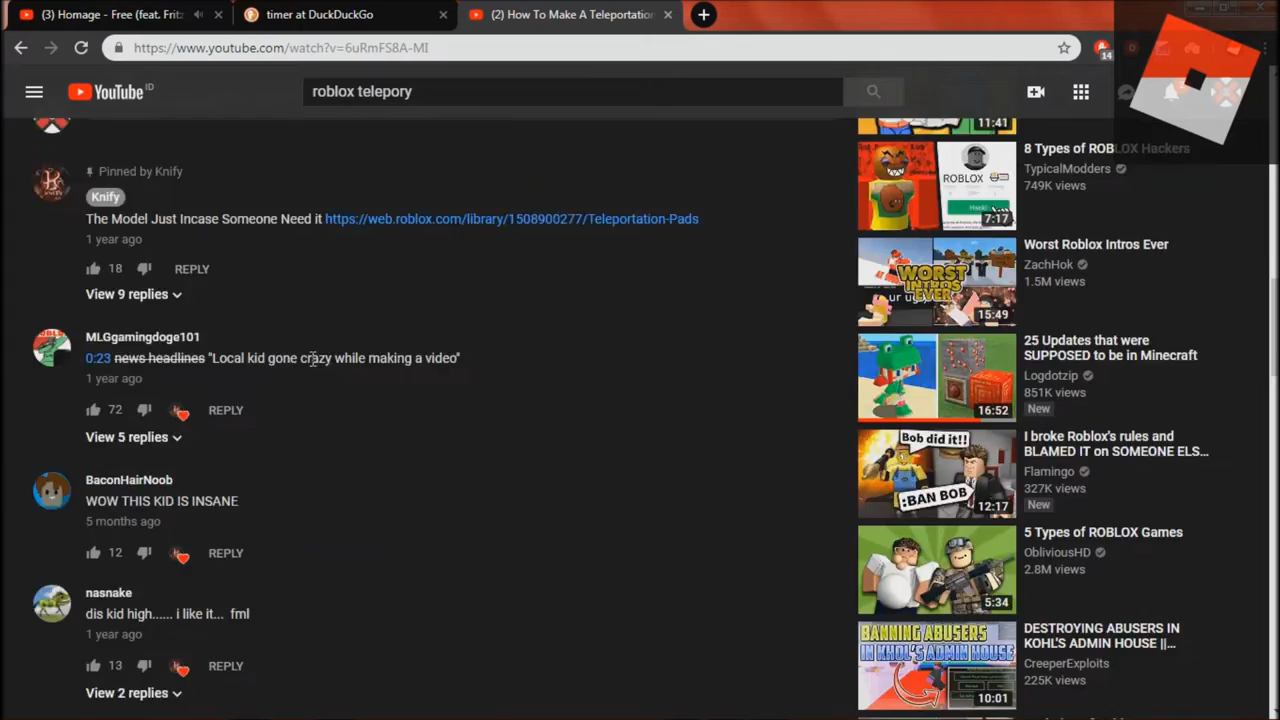 (3) Homage - Free (feat. Fritz
timer at DuckDuckGo
(2) How To Make A Teleportation
https://www.youtube.com/watch?v=6uRmFS8A-MI
14
YouTube ID
roblox telepory
11:41
Pinned by Knify
Knify
The Model Just Incase Someone Need it https://web.roblox.com/library/1508900277/Teleportation-Pads
1 year ago
18 REPLY
View 9 replies
MLGgamingdoge101
0:23 news headlines "Local kid gone crazy while making a video"
1 year ago
72 REPLY
View 5 replies
BaconHairNoob
WOW THIS KID IS INSANE
5 months ago
12 REPLY
nasnake
dis kid high...... i like it... fml
1 year ago
13 REPLY
View 2 replies
ROBLOX
7:17
8 Types of ROBLOX Hackers
TypicalModders
749K views
WORST
INTROS
EVER
15:49
Worst Roblox Intros Ever
ZachHok
1.5M views
16:52
25 Updates that were
SUPPOSED to be in Minecraft
Logdotzip
851K views
New
Bob did it!!
:BAN BOB
12:17
I broke Roblox's rules and
BLAMED IT on SOMEONE ELS...
Flamingo
327K views
New
5:34
5 Types of ROBLOX Games
ObliviousHD
2.8M views
BANNING ABUSERS
IN KHOL'S ADMIN HOUSE
10:01
DESTROYING ABUSERS IN
KOHL'S ADMIN HOUSE ||...
CreeperExploits
225K views